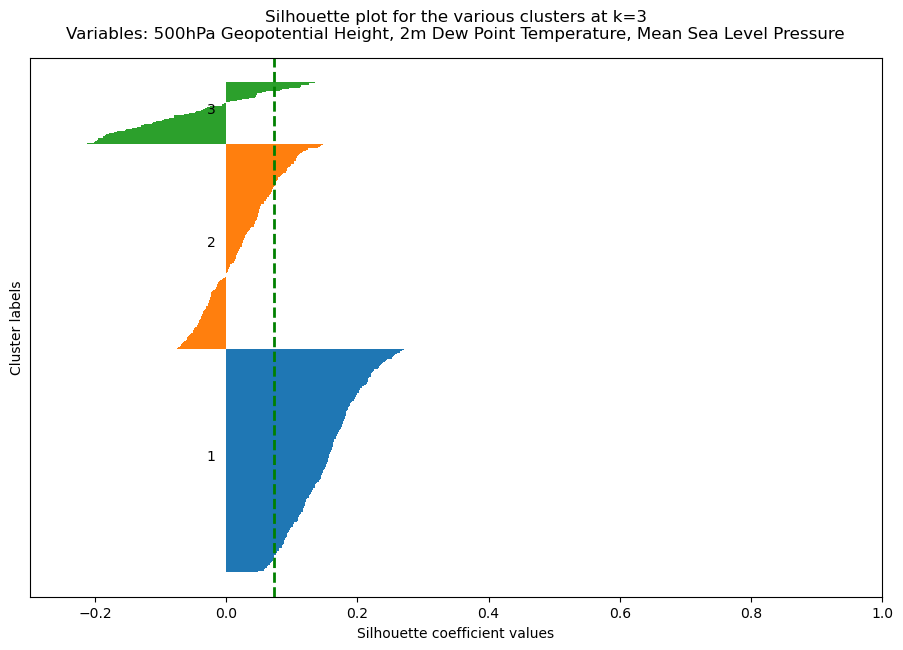 Silhouette plot for the various clusters at k=3
Variables: 500hPa Geopotential Height, 2m Dew Point Temperature, Mean Sea Level Pressure
3
2
1
Cluster labels
−0.2 0.0 0.2 0.4 0.6 0.8 1.0
Silhouette coefficient values